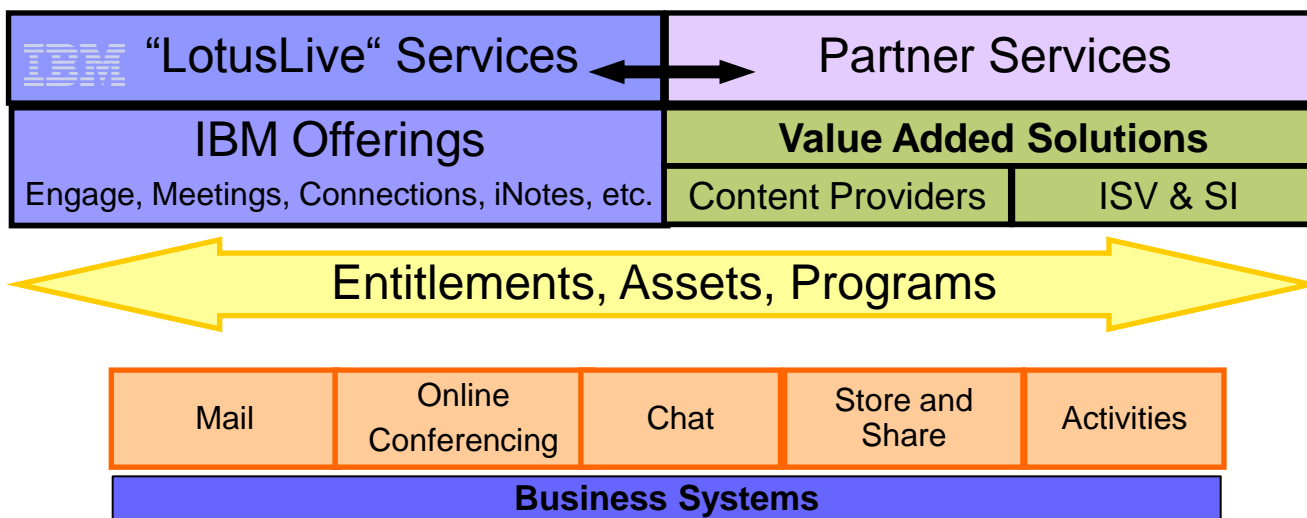 IBM “LotusLive“ Services
Partner Services
IBM Offerings
Engage, Meetings, Connections, iNotes, etc.
Value Added Solutions
Content Providers
ISV & SI
Entitlements, Assets, Programs
Mail
Online
Conferencing
Chat
Store and
Share
Activities
Business Systems